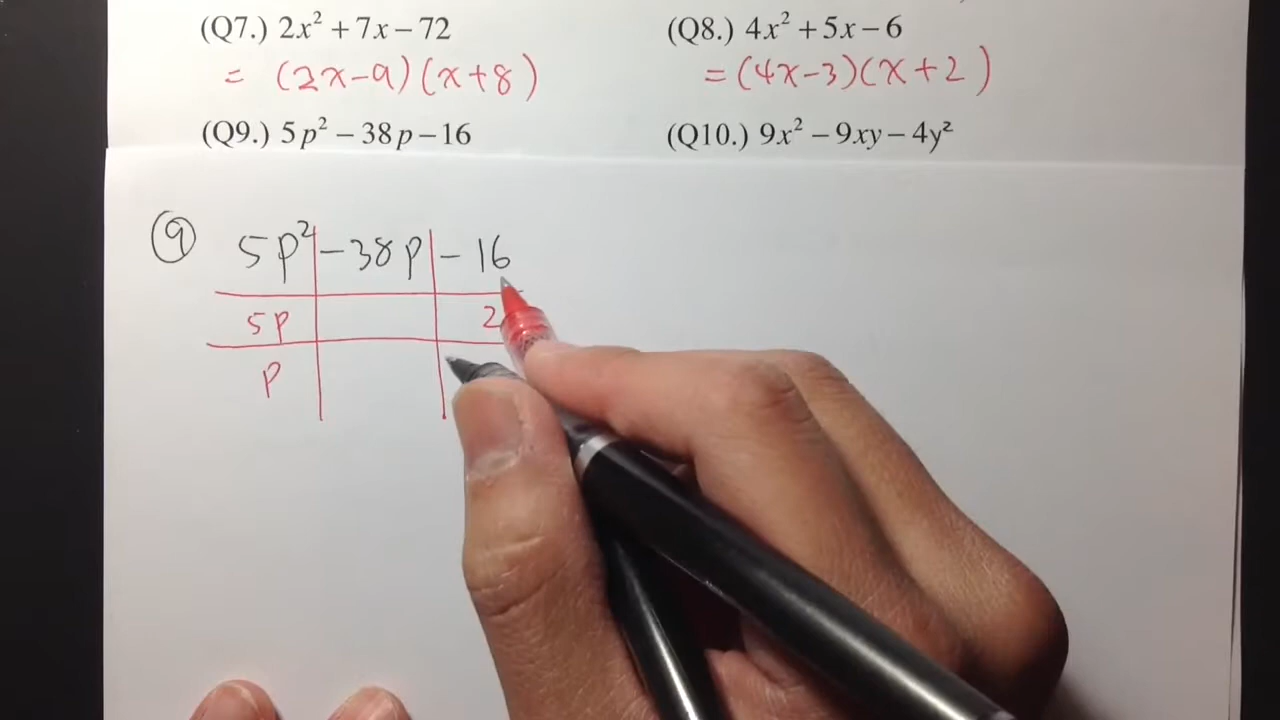 (Q7.) 2x² + 7x − 72
= (2x−9)(x+8)
(Q8.) 4x² + 5x − 6
= (4x−3)(x+2)
(Q9.) 5p² − 38p − 16
(Q10.) 9x² − 9xy − 4y²
⑨ 5p² −38p −16
5p 2
p